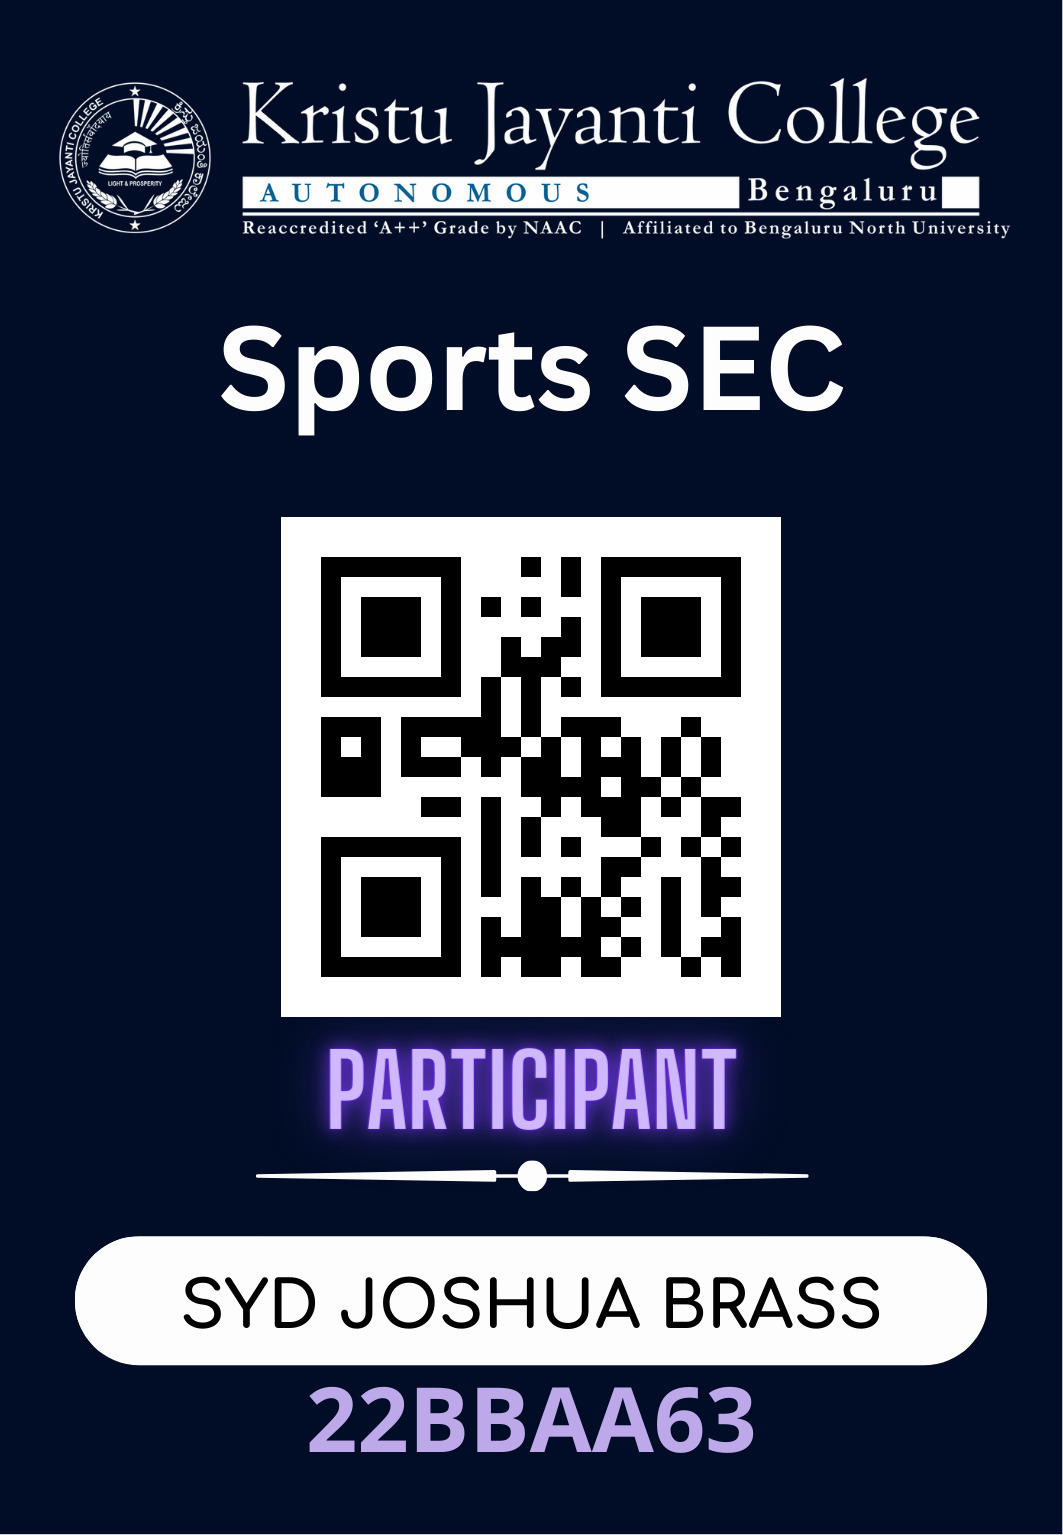 KRISTU JAYANTI COLLEGE
ज्योतिसंवादयाय
LIGHT & PROSPERITY
Kristu Jayanti College
AUTONOMOUS Bengaluru
Reaccredited ‘A++’ Grade by NAAC | Affiliated to Bengaluru North University
Sports SEC
PARTICIPANT
SYD JOSHUA BRASS
22BBAA63